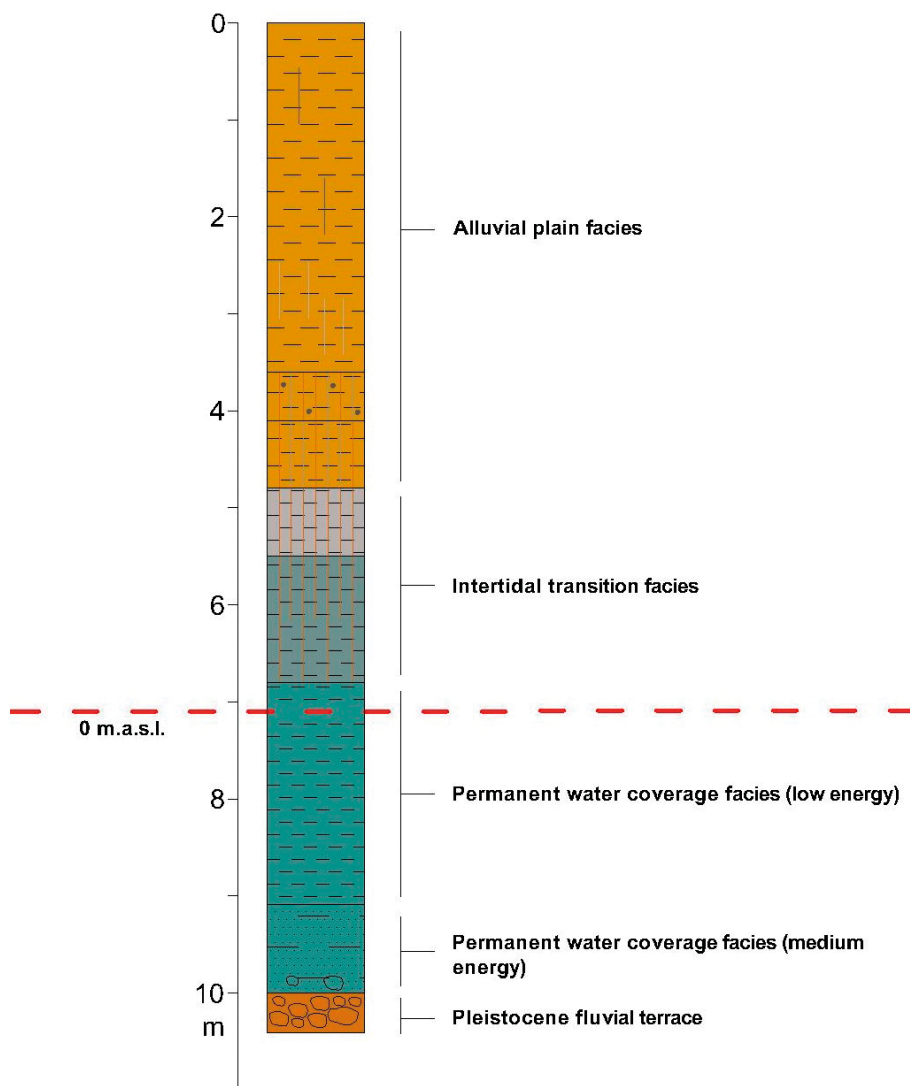 0
2
Alluvial plain facies
4
Intertidal transition facies
6
0 m.a.s.l.
8
Permanent water coverage facies (low energy)
Permanent water coverage facies (medium
energy)
10
m
Pleistocene fluvial terrace